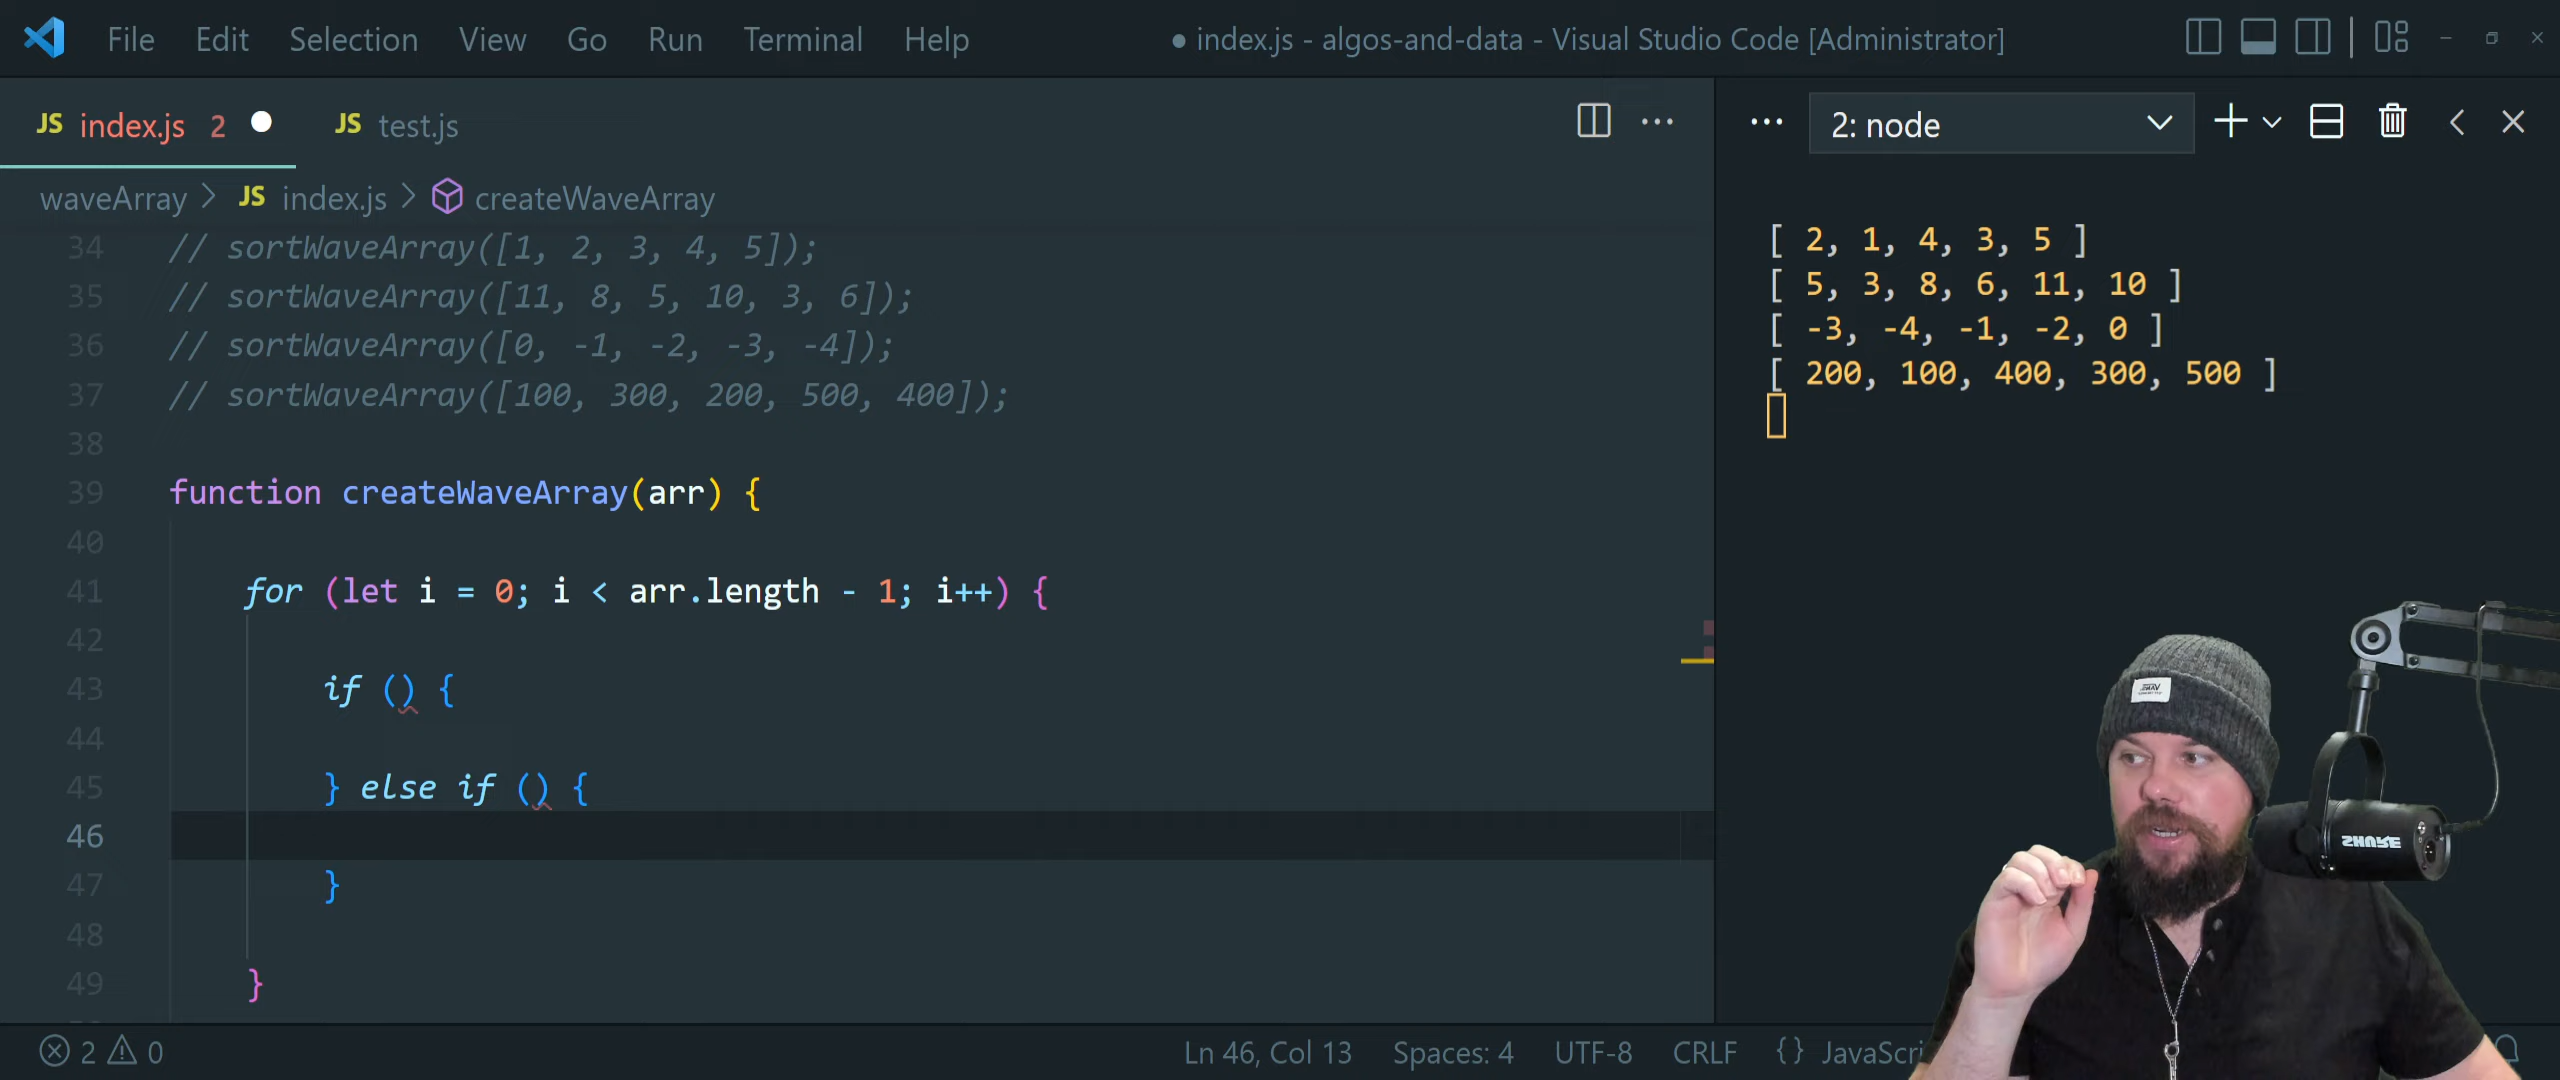 File Edit Selection View Go Run Terminal Help
● index.js - algos-and-data - Visual Studio Code [Administrator]
JS index.js 2 ● JS test.js
waveArray > JS index.js > createWaveArray
34 // sortWaveArray([1, 2, 3, 4, 5]);
35 // sortWaveArray([11, 8, 5, 10, 3, 6]);
36 // sortWaveArray([0, -1, -2, -3, -4]);
37 // sortWaveArray([100, 300, 200, 500, 400]);
38
39 function createWaveArray(arr) {
40
41 for (let i = 0; i < arr.length - 1; i++) {
42
43 if () {
44
45 } else if () {
46
47 }
48
49 }
2: node
[ 2, 1, 4, 3, 5 ]
[ 5, 3, 8, 6, 11, 10 ]
[ -3, -4, -1, -2, 0 ]
[ 200, 100, 400, 300, 500 ]
SHURE
2 0
Ln 46, Col 13 Spaces: 4 UTF-8 CRLF {} JavaScri